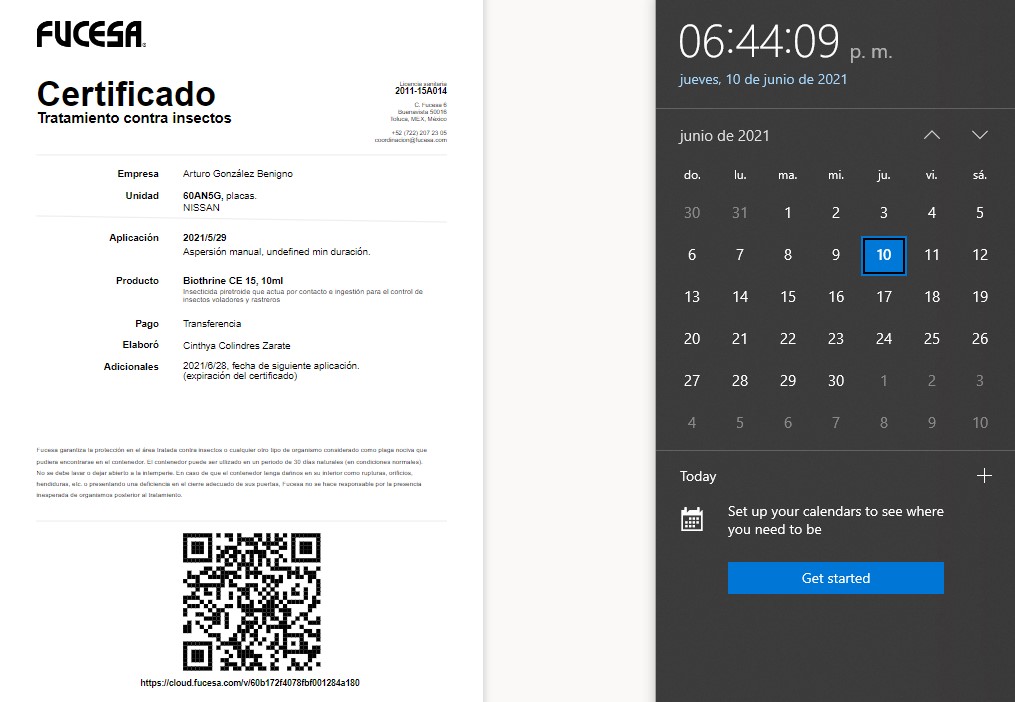 FUCESA
Certificado
Tratamiento contra insectos
Licencia sanitaria
2011-15A014
C. Fucesa 6
Buenavista 50016
Toluca, MEX, México
+52 (722) 207 23 05
coordinacion@fucesa.com
Empresa Arturo González Benigno
Unidad 60AN5G, placas.
NISSAN
Aplicación 2021/5/29
Aspersión manual, undefined min duración.
Producto Biothrine CE 15, 10ml
Insecticida piretroide que actua por contacto e ingestión para el control de
insectos voladores y rastreros
Pago Transferencia
Elaboró Cinthya Colindres Zarate
Adicionales 2021/6/28, fecha de siguiente aplicación.
(expiración del certificado)
Fucesa garantiza la protección en el área tratada contra insectos o cualquier otro tipo de organismo considerado como plaga nociva que
pudiera encontrarse en el contenedor. El contenedor puede ser utlizado en un periodo de 30 días naturales (en condiciones normales).
No se debe lavar o dejar abierto a la intemperie. En caso de que el contenedor tenga dañinos en su interior como rupturas, orificios,
hendiduras, etc. o presentando una deficiencia en el cierre adecuado de sus puertas, Fucesa no se hace responsable por la presencia
inesperada de organismos posterior al tratamiento.
https://cloud.fucesa.com/v/60b172f4078fbf001284a180
06:44:09 p. m.
jueves, 10 de junio de 2021
junio de 2021
do. lu. ma. mi. ju. vi. sá.
30 31 1 2 3 4 5
6 7 8 9 10 11 12
13 14 15 16 17 18 19
20 21 22 23 24 25 26
27 28 29 30 1 2 3
4 5 6 7 8 9 10
Today
Set up your calendars to see where
you need to be
Get started